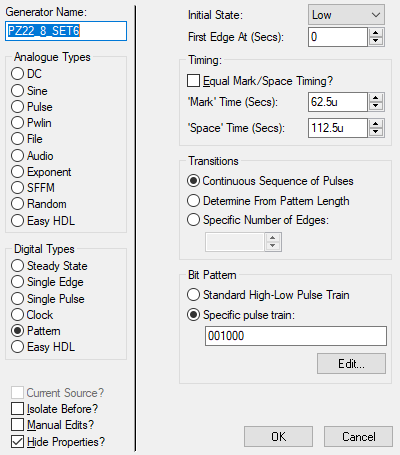 Generator Name:
PZ22_8_SET6
Analogue Types
DC
Sine
Pulse
Pwlin
File
Audio
Exponent
SFFM
Random
Easy HDL
Digital Types
Steady State
Single Edge
Single Pulse
Clock
Pattern
Easy HDL
Current Source?
Isolate Before?
Manual Edits?
Hide Properties?
Initial State: Low
First Edge At (Secs): 0
Timing:
Equal Mark/Space Timing?
'Mark' Time (Secs): 62.5u
'Space' Time (Secs): 112.5u
Transitions
Continuous Sequence of Pulses
Determine From Pattern Length
Specific Number of Edges:
Bit Pattern
Standard High-Low Pulse Train
Specific pulse train:
001000
Edit...
OK Cancel